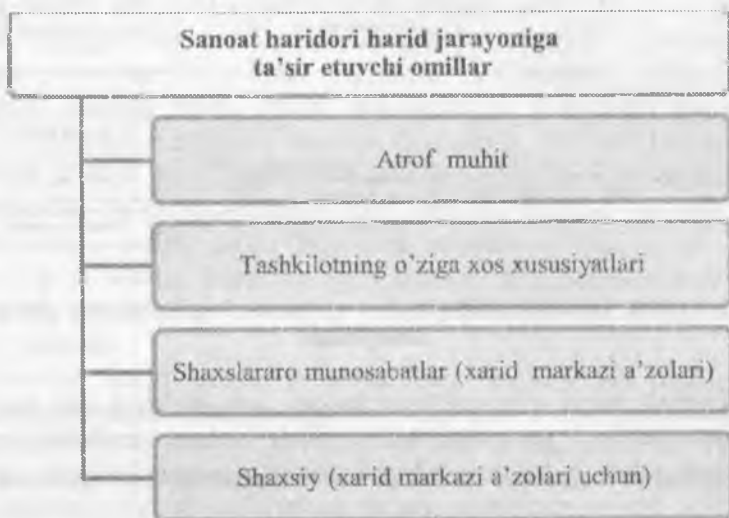 Sanoat haridori harid jarayoniga
ta’sir etuvchi omillar
Atrof muhit
Tashkilotning o’ziga xos xususiyatlari
Shaxslararo munosabatlar (xarid markazi a’zolari)
Shaxsiy (xarid markazi a’zolari uchun)